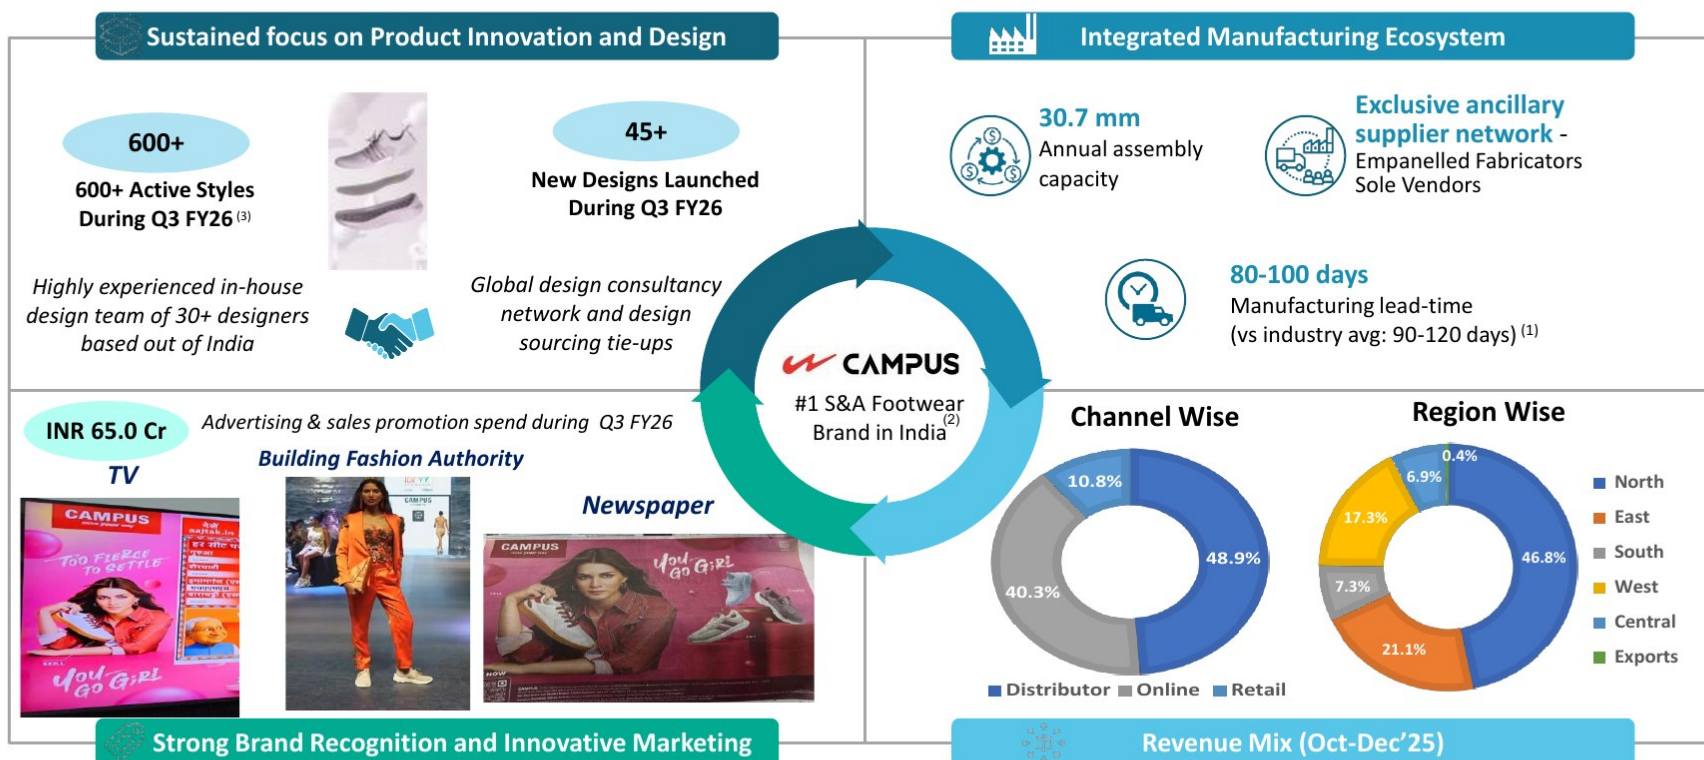 Sustained focus on Product Innovation and Design
Integrated Manufacturing Ecosystem
600+
600+ Active Styles
During Q3 FY26 (3)
45+
New Designs Launched
During Q3 FY26
Highly experienced in-house
design team of 30+ designers
based out of India
Global design consultancy
network and design
sourcing tie-ups
30.7 mm
Annual assembly
capacity
Exclusive ancillary
supplier network -
Empanelled Fabricators
Sole Vendors
80-100 days
Manufacturing lead-time
(vs industry avg: 90-120 days) (1)
CAMPUS
#1 S&A Footwear
Brand in India (2)
INR 65.0 Cr
Advertising & sales promotion spend during Q3 FY26
TV
Building Fashion Authority
Newspaper
CAMPUS
TOO FIERCE
TO SETTLE
YOU
GO GIRL
aajtak.in
हर सीट पर
CAMPUS
CAMPUS
YOU
GO GIRL
NOW
Channel Wise
10.8%
48.9%
40.3%
Distributor
Online
Retail
Region Wise
0.4%
6.9%
17.3%
46.8%
7.3%
21.1%
North
East
South
West
Central
Exports
Strong Brand Recognition and Innovative Marketing
Revenue Mix (Oct-Dec'25)